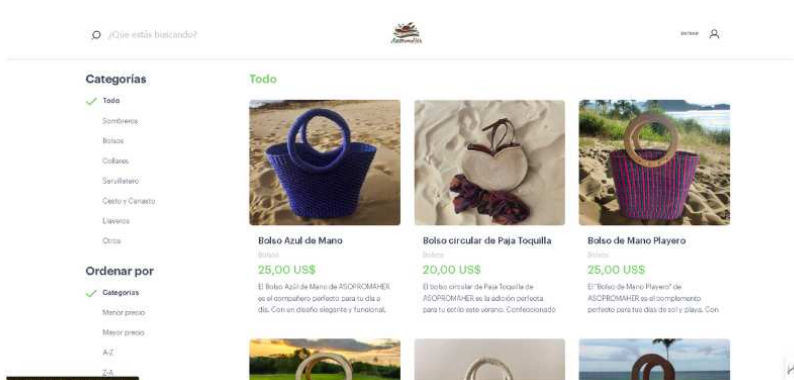 ¿Que estás buscando?
ENTRAR
Categorías
Todo
Sombreros
Bolsos
Collares
Servilletero
Cesto y Canasto
Llaveros
Otros
Ordenar por
Categorías
Menor precio
Mayor precio
A-Z
Z-A
Todo
Bolso Azul de Mano
Bolsos
25,00 US$
El Bolso Azul de Mano de ASOPROMAHER
es el compañero perfecto para tu día a
día. Con un diseño elegante y funcional,
Bolso circular de Paja Toquilla
Bolsos
20,00 US$
El bolso circular de Paja Toquilla de
ASOPROMAHER es la adición perfecta
para tu estilo este verano. Confeccionado
Bolso de Mano Playero
Bolsos
25,00 US$
El "Bolso de Mano Playero" de
ASOPROMAHER es el complemento
perfecto para tus días de sol y playa. Con